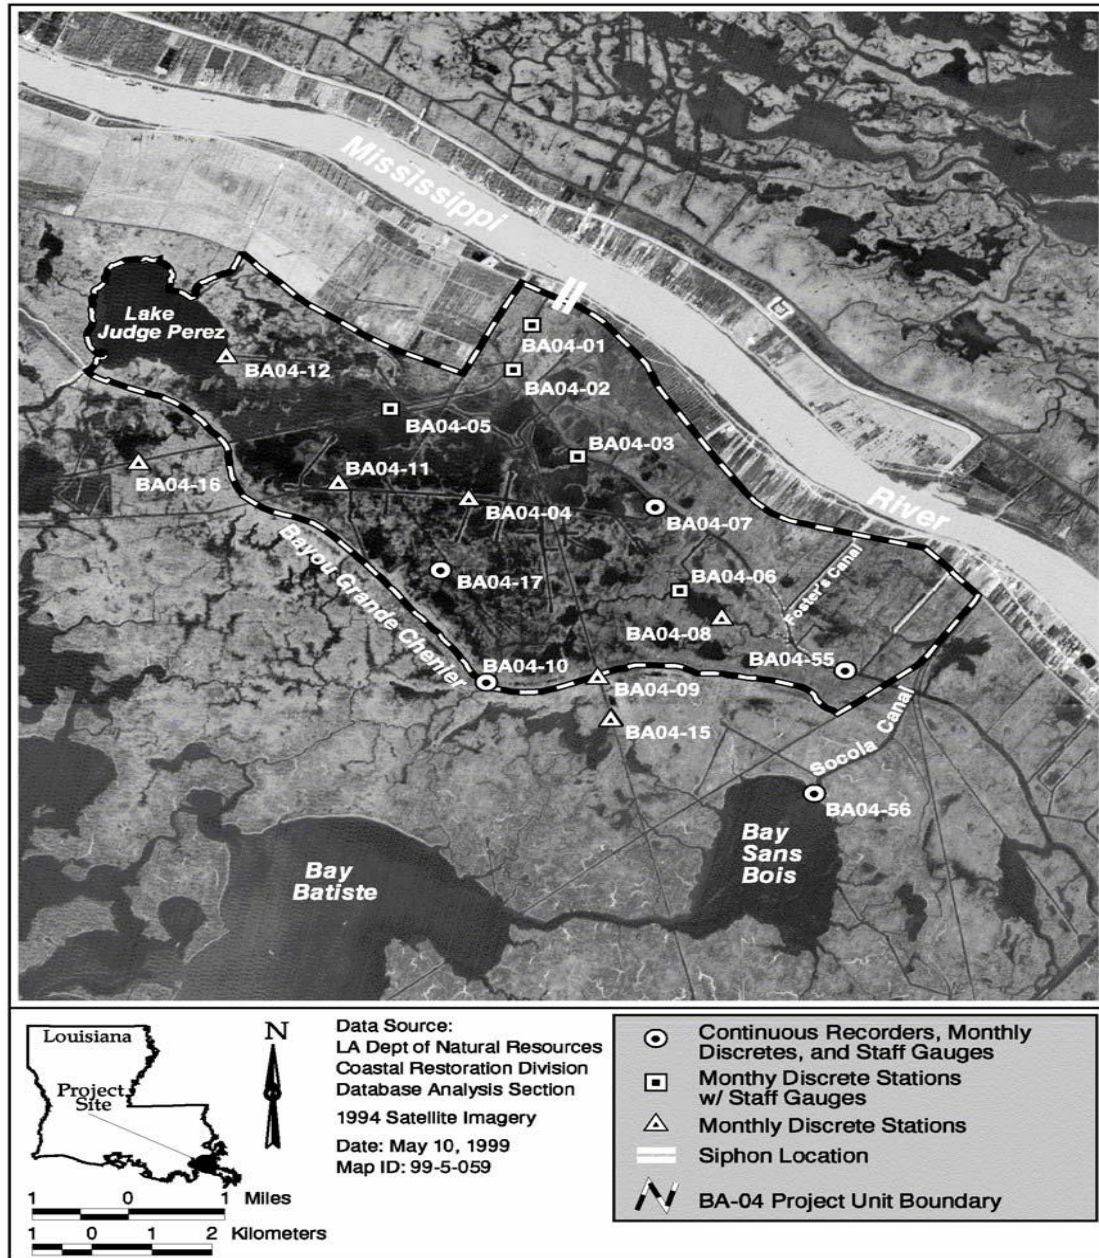 Mississippi
River
Lake
Judge Perez
BA04-12
BA04-01
BA04-02
BA04-05
BA04-03
BA04-16
BA04-11
BA04-04
BA04-07
BA04-17
BA04-06
BA04-08
Foster's Canal
Bayou Grande Chenier
BA04-10
BA04-55
BA04-09
BA04-15
Socola Canal
BA04-56
Bay
Sans
Bois
Bay
Batiste
Louisiana
Project
Site
N
Data Source:
LA Dept of Natural Resources
Coastal Restoration Division
Database Analysis Section
1994 Satellite Imagery
Date: May 10, 1999
Map ID: 99-5-059
1 0 1 Miles
1 0 1 2 Kilometers
Continuous Recorders, Monthly
Discretes, and Staff Gauges
Monthy Discrete Stations
w/ Staff Gauges
Monthly Discrete Stations
Siphon Location
BA-04 Project Unit Boundary